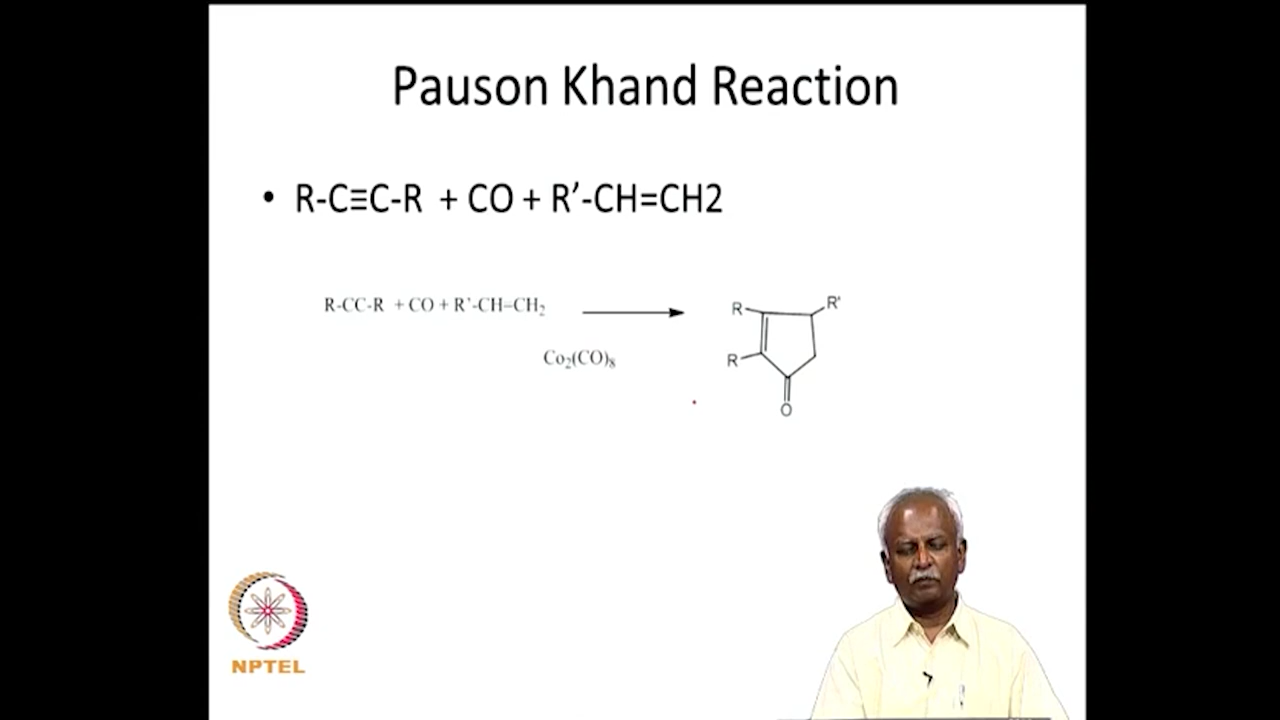 Pauson Khand Reaction
• R-C≡C-R + CO + R’-CH=CH2
R-CC-R + CO + R’-CH=CH₂
Co₂(CO)₈
R
R'
R
O
NPTEL